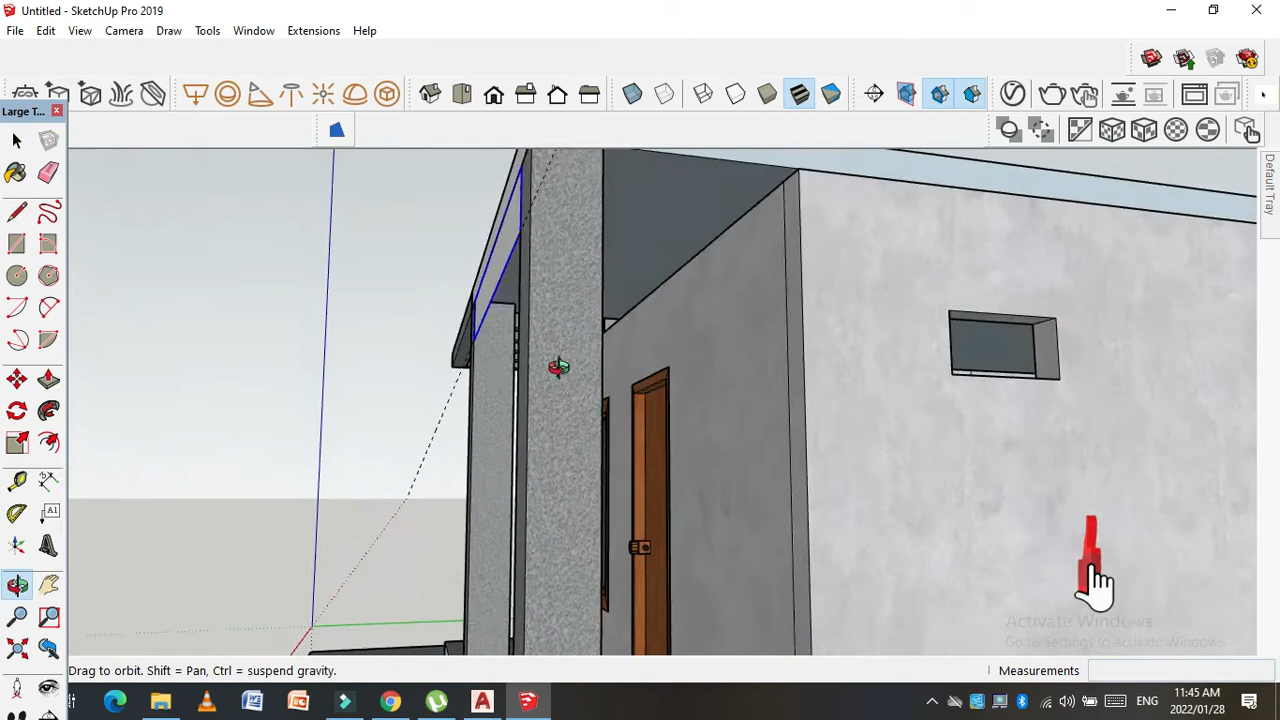 Untitled - SketchUp Pro 2019
File Edit View Camera Draw Tools Window Extensions Help
Large T...
Default Tray
A1
Activate Windows
Go to Settings to activate Windows.
Drag to orbit. Shift = Pan, Ctrl = suspend gravity.
Measurements
ENG
11:45 AM
2022/01/28